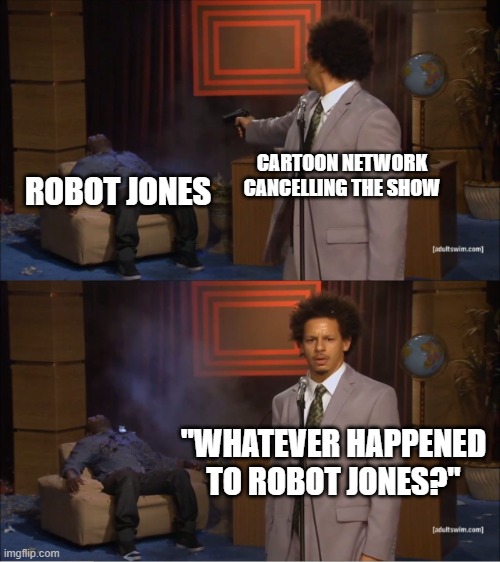 CARTOON NETWORK
CANCELLING THE SHOW
ROBOT JONES
[adultswim.com]
"WHATEVER HAPPENED
TO ROBOT JONES?"
[adultswim.com]
imgflip.com